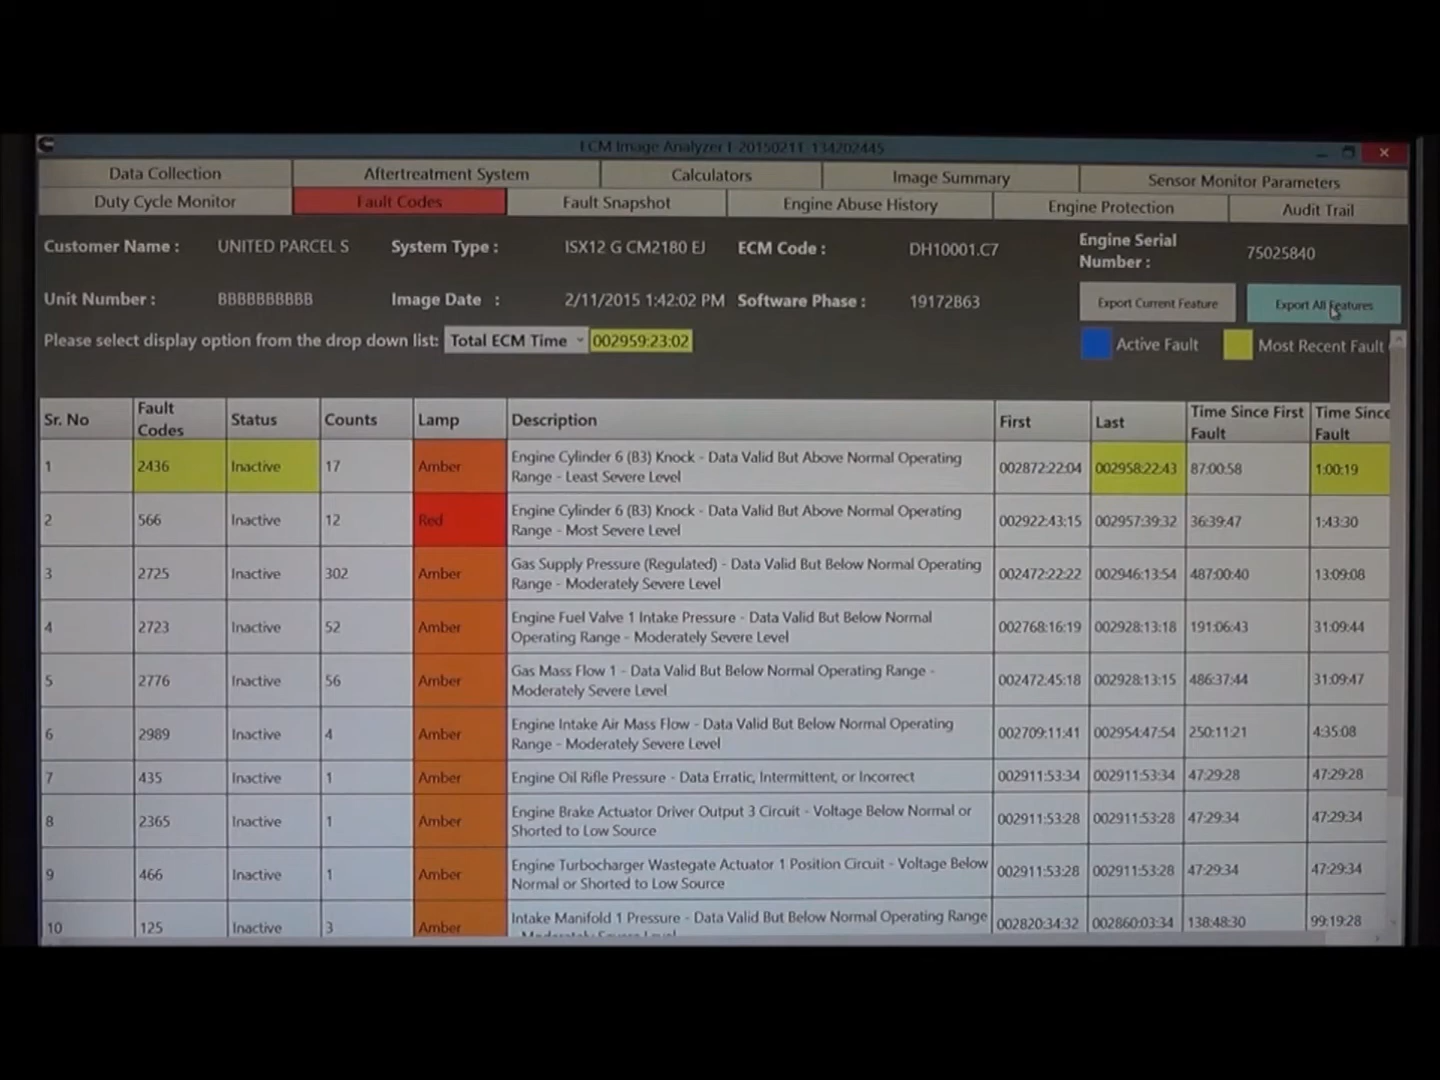 ECM Image Analyzer I-20150211-134202445
Data Collection Aftertreatment System Calculators Image Summary Sensor Monitor Parameters
Duty Cycle Monitor Fault Codes Fault Snapshot Engine Abuse History Engine Protection Audit Trail
Customer Name : UNITED PARCEL S System Type : ISX12 G CM2180 EJ ECM Code : DH10001.C7 Engine Serial Number : 75025840
Unit Number : BBBBBBBBBB Image Date : 2/11/2015 1:42:02 PM Software Phase : 19172863 Export Current Feature Export All Features
Please select display option from the drop down list: Total ECM Time 002959:23:02 Active Fault Most Recent Fault
Sr. No Fault Codes Status Counts Lamp Description First Last Time Since First Fault Time Since Fault
1 2436 Inactive 17 Amber Engine Cylinder 6 (B3) Knock - Data Valid But Above Normal Operating Range - Least Severe Level 002872:22:04 002958:22:43 87:00:58 1:00:19
2 566 Inactive 12 Red Engine Cylinder 6 (B3) Knock - Data Valid But Above Normal Operating Range - Most Severe Level 002922:43:15 002957:39:32 36:39:47 1:43:30
3 2725 Inactive 302 Amber Gas Supply Pressure (Regulated) - Data Valid But Below Normal Operating Range - Moderately Severe Level 002472:22:22 002946:13:54 487:00:40 13:09:08
4 2723 Inactive 52 Amber Engine Fuel Valve 1 Intake Pressure - Data Valid But Below Normal Operating Range - Moderately Severe Level 002768:16:19 002928:13:18 191:06:43 31:09:44
5 2776 Inactive 56 Amber Gas Mass Flow 1 - Data Valid But Below Normal Operating Range - Moderately Severe Level 002472:45:18 002928:13:15 486:37:44 31:09:47
6 2989 Inactive 4 Amber Engine Intake Air Mass Flow - Data Valid But Below Normal Operating Range - Moderately Severe Level 002709:11:41 002954:47:54 250:11:21 4:35:08
7 435 Inactive 1 Amber Engine Oil Rifle Pressure - Data Erratic, Intermittent, or Incorrect 002911:53:34 002911:53:34 47:29:28 47:29:28
8 2365 Inactive 1 Amber Engine Brake Actuator Driver Output 3 Circuit - Voltage Below Normal or Shorted to Low Source 002911:53:28 002911:53:28 47:29:34 47:29:34
9 466 Inactive 1 Amber Engine Turbocharger Wastegate Actuator 1 Position Circuit - Voltage Below Normal or Shorted to Low Source 002911:53:28 002911:53:28 47:29:34 47:29:34
10 125 Inactive 3 Amber Intake Manifold 1 Pressure - Data Valid But Below Normal Operating Range 002820:34:32 002860:03:34 138:48:30 99:19:28